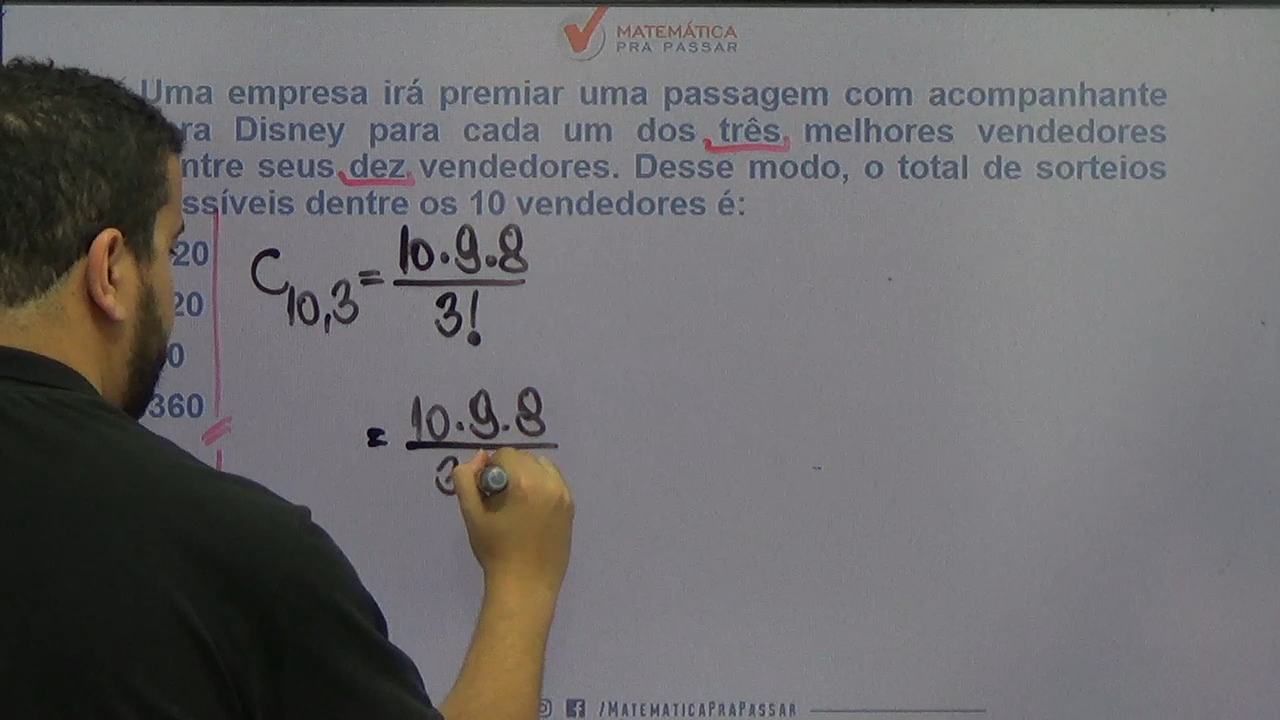 MATEMÁTICA
PRA PASSAR
Uma empresa irá premiar uma passagem com acompanhante
ra Disney para cada um dos três melhores vendedores
ntre seus dez vendedores. Desse modo, o total de sorteios
ssíveis dentre os 10 vendedores é:
20
20
0
360
C10,3 = 10.9.8
3!
= 10.9.8
3
/MATEMATICAPRAPASSAR